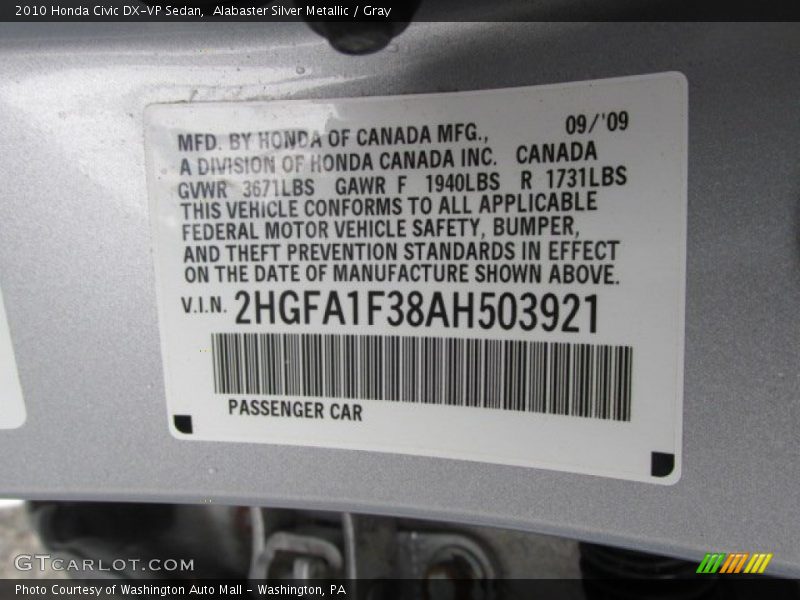 2010 Honda Civic DX-VP Sedan,  Alabaster Silver Metallic / Gray
MFD. BY HONDA OF CANADA MFG., 09/'09
A DIVISION OF HONDA CANADA INC. CANADA
GVWR 3671LBS GAWR F 1940LBS R 1731LBS
THIS VEHICLE CONFORMS TO ALL APPLICABLE
FEDERAL MOTOR VEHICLE SAFETY, BUMPER,
AND THEFT PREVENTION STANDARDS IN EFFECT
ON THE DATE OF MANUFACTURE SHOWN ABOVE.
V.I.N. 2HGFA1F38AH503921
PASSENGER CAR
GTCARLOT.COM
Photo Courtesy of Washington Auto Mall - Washington, PA